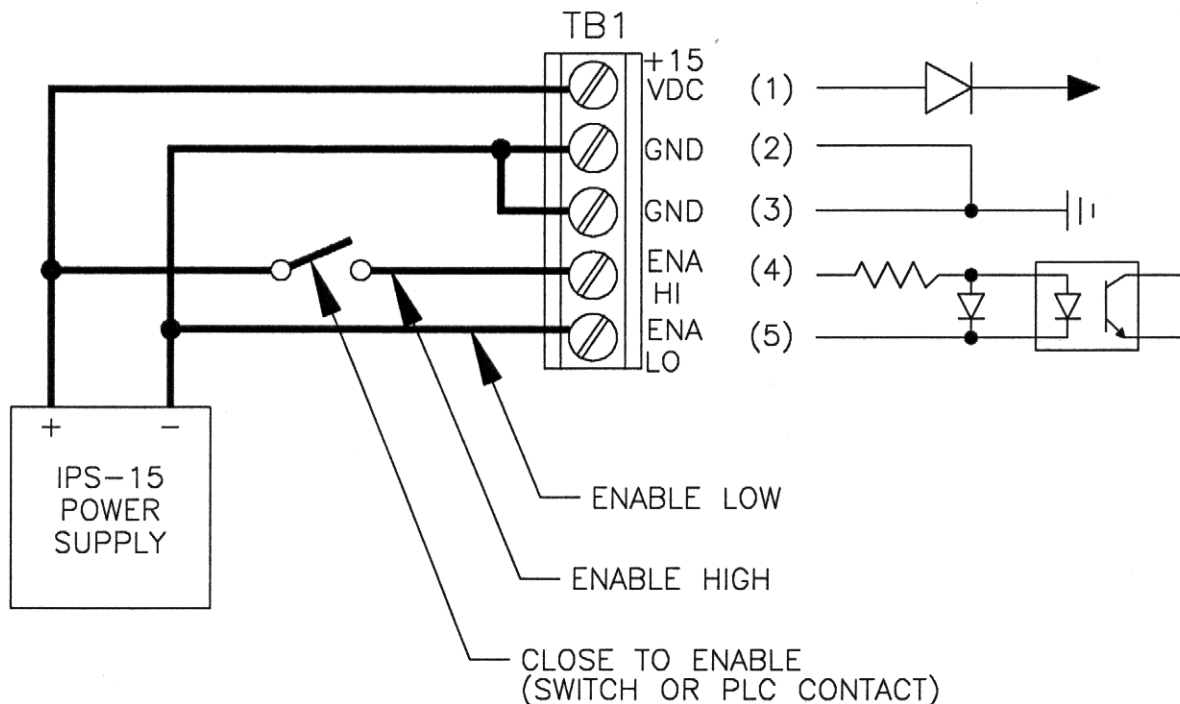 TB1
+15
VDC (1)
GND (2)
GND (3)
ENA
HI
(4)
ENA
LO
(5)
+ −
IPS−15
POWER
SUPPLY
ENABLE LOW
ENABLE HIGH
CLOSE TO ENABLE
(SWITCH OR PLC CONTACT)